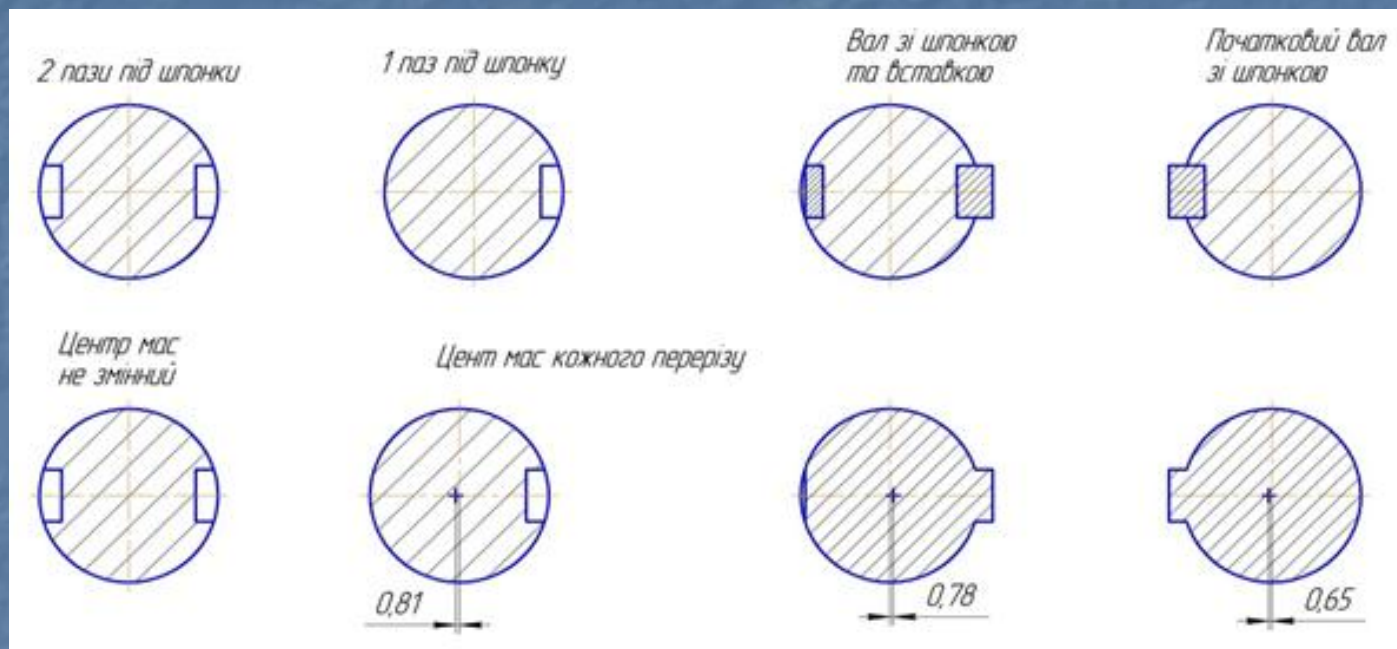 2 пази під шпонки
1 паз під шпонку
Вал зі шпонкою
та вставкою
Початковий вал
зі шпонкою
Центр мас
не змінний
Цент мас кожного перерізу
0,81
0,78
0,65